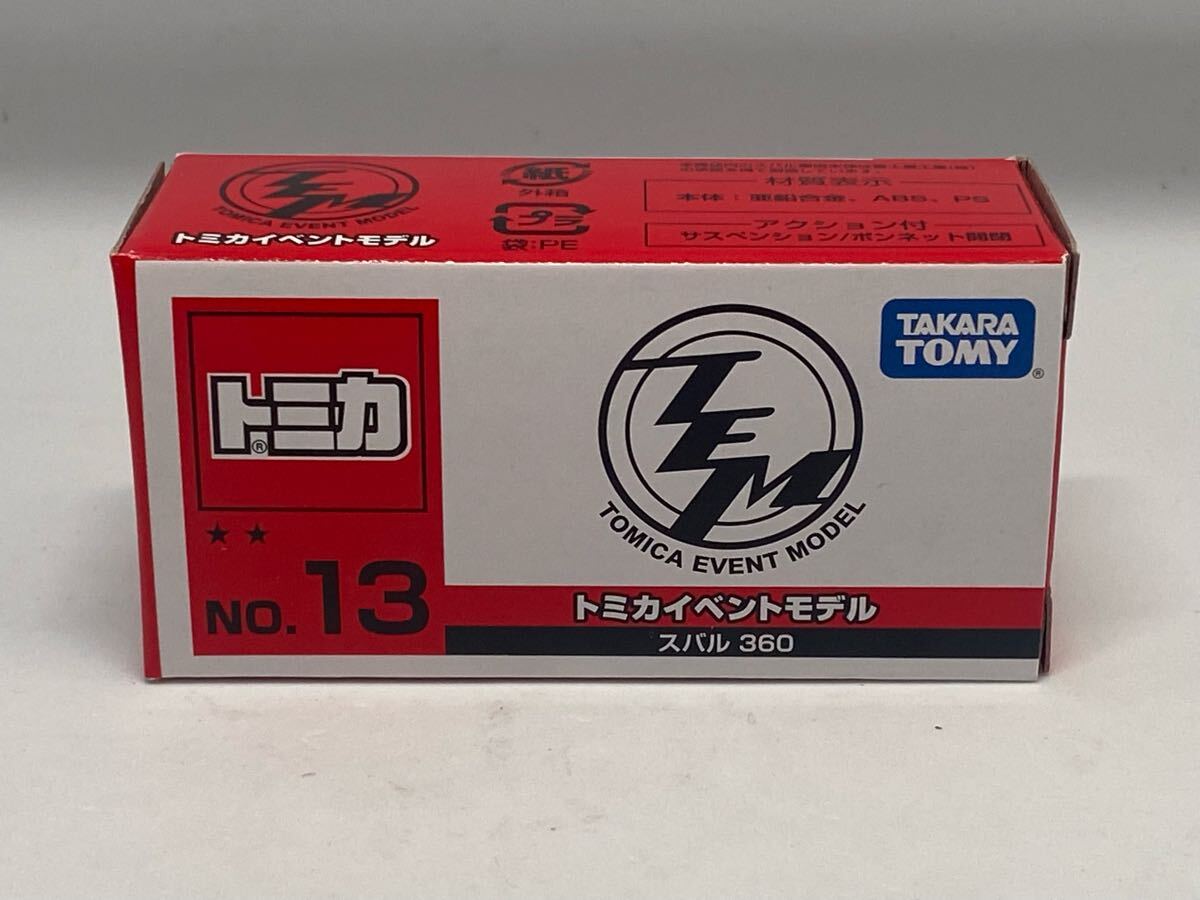 TEM
TOMICA EVENT MODEL
トミカイベントモデル
紙
外箱
プラ
袋:PE
材質表示
本体:亜鉛合金、ABS、PS
アクション付
サスペンション/ボンネット開閉
トミカ®
★★
NO.13
TEM
TOMICA EVENT MODEL
TAKARA
TOMY®
トミカイベントモデル
スバル 360